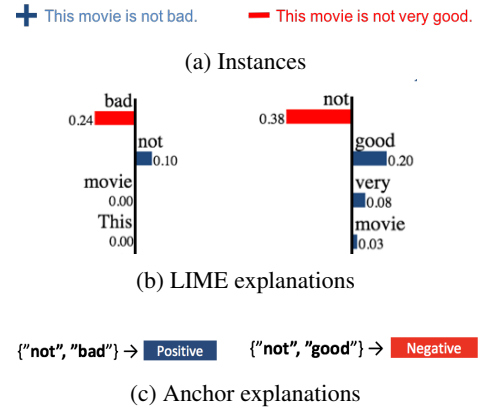 + This movie is not bad.
− This movie is not very good.
(a) Instances
bad
0.24
not
0.10
movie
0.00
This
0.00
not
0.38
good
0.20
very
0.08
movie
0.03
(b) LIME explanations
{"not", "bad"} → Positive
{"not", "good"} → Negative
(c) Anchor explanations